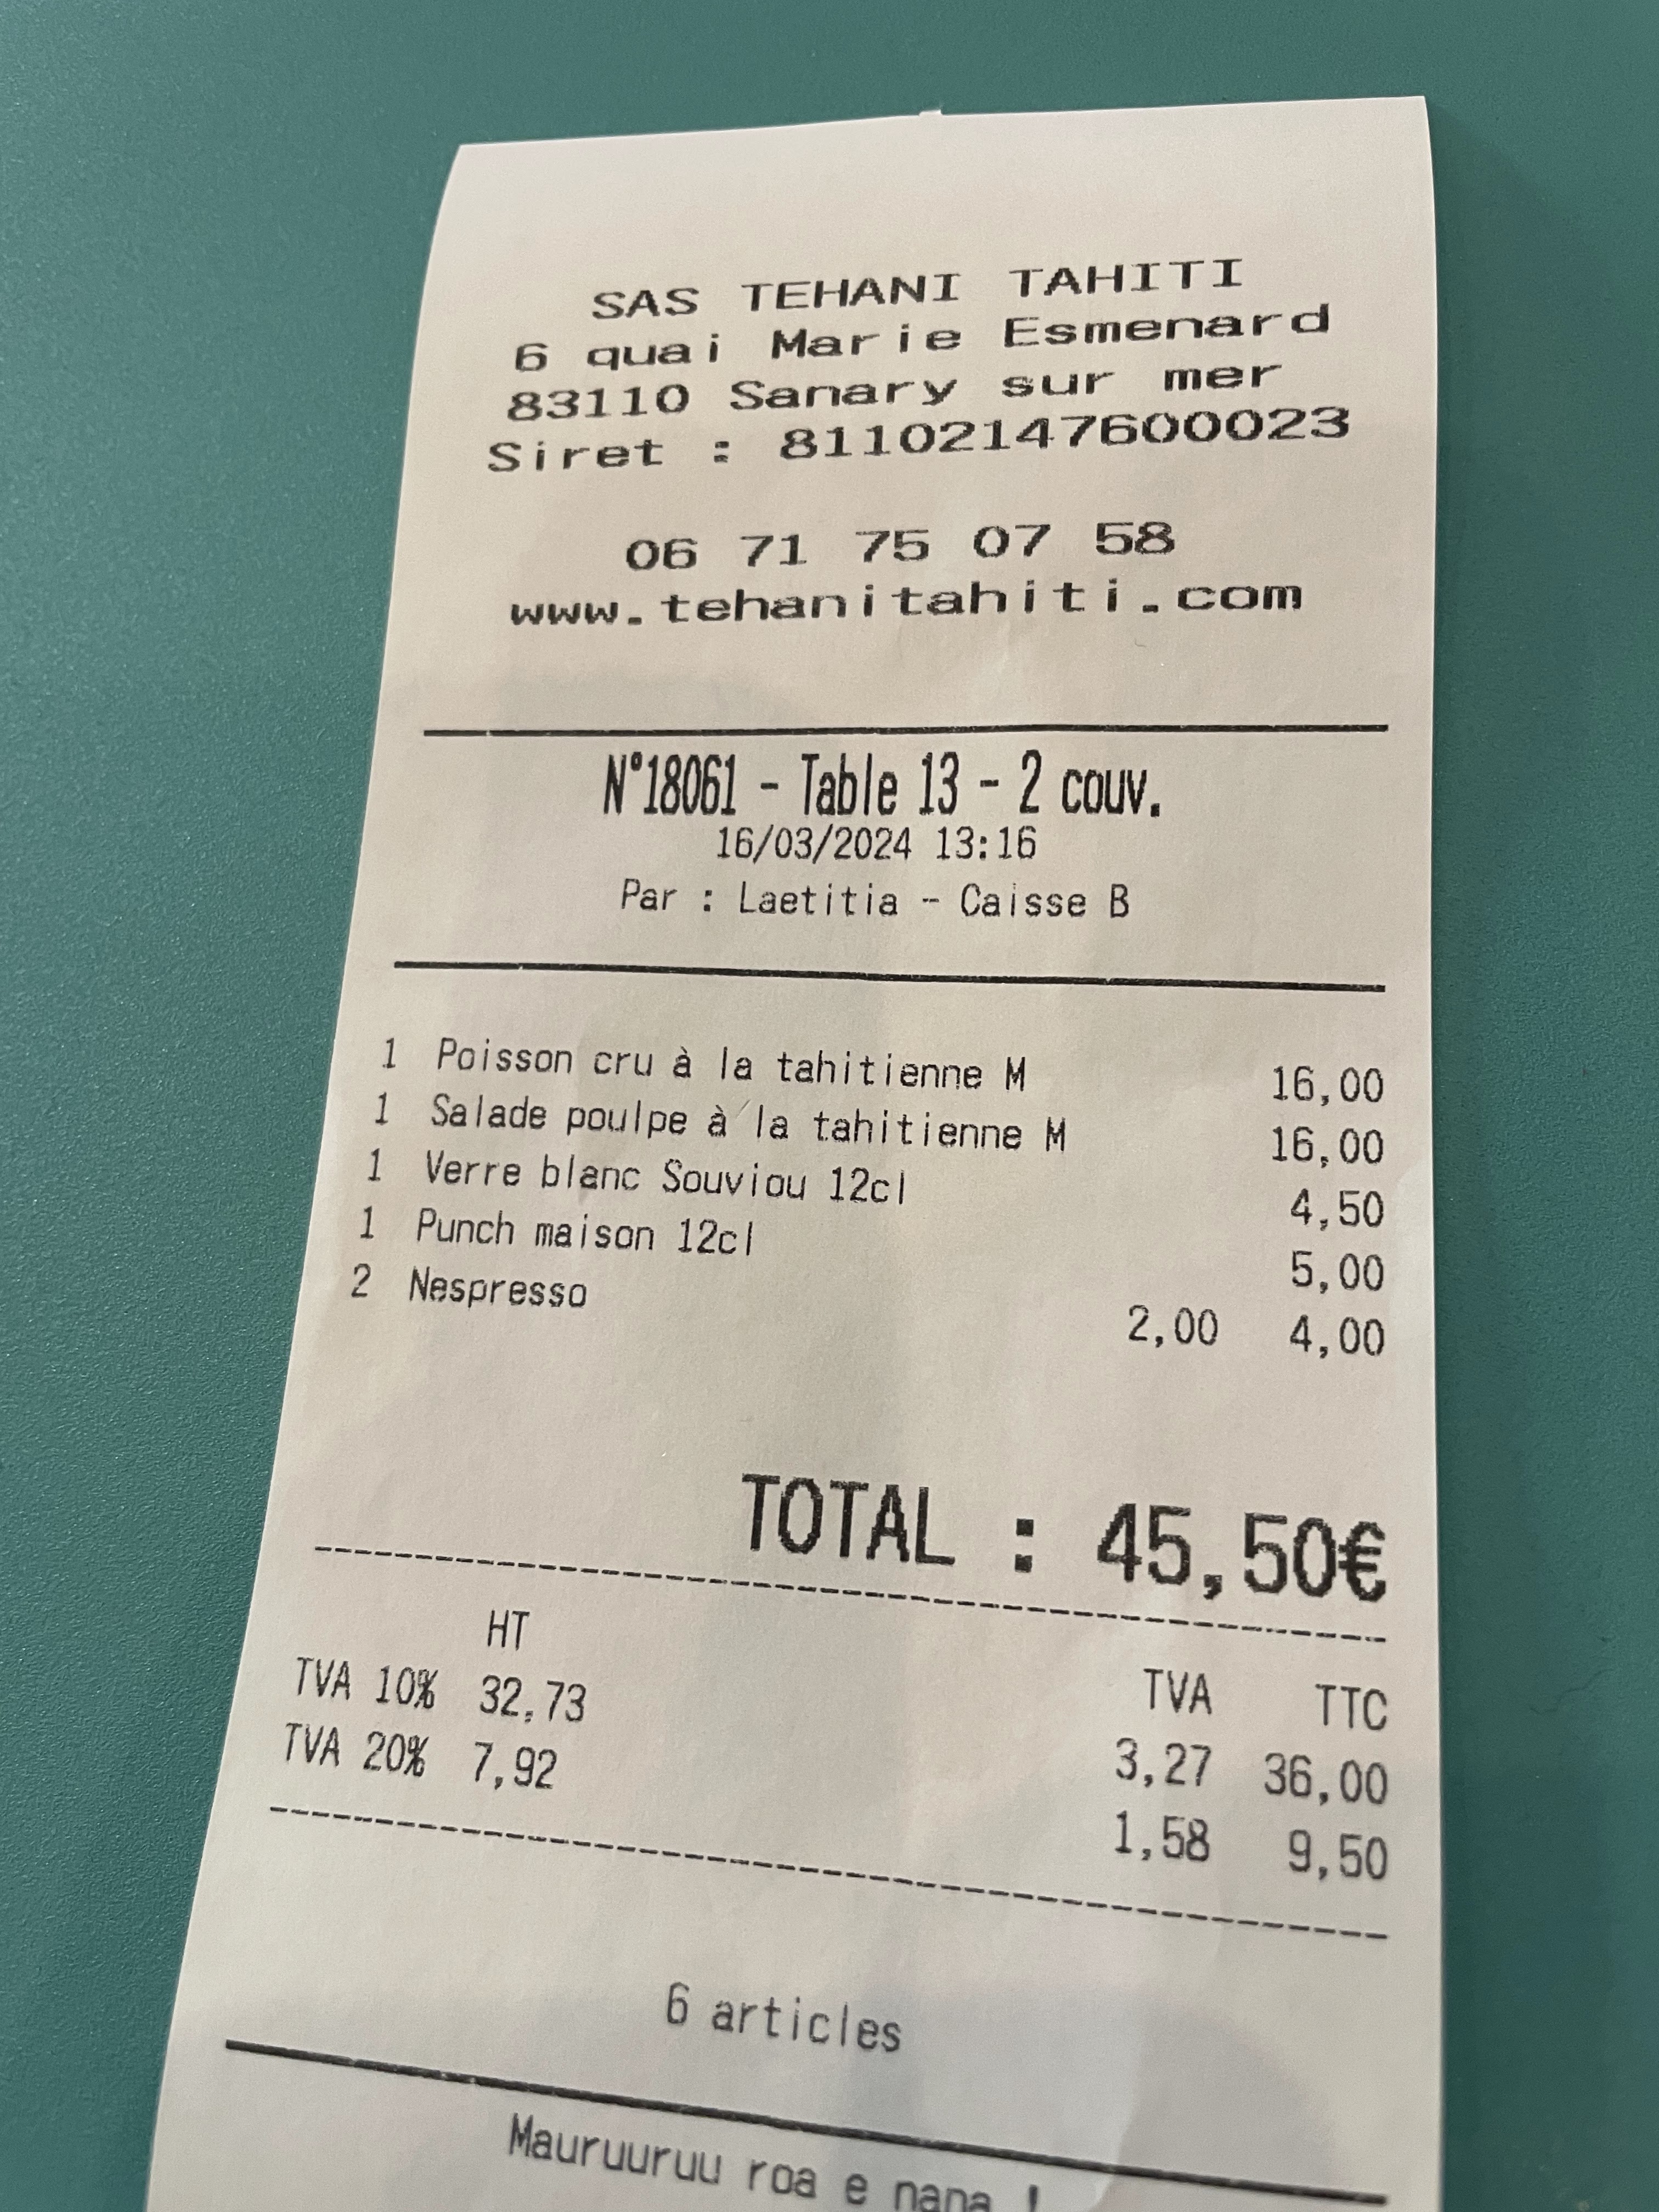 SAS TEHANI TAHITI
6 quai Marie Esmenard
83110 Sanary sur mer
Siret : 81102147600023
06 71 75 07 58
www.tehanitahiti.com
N°18061 - Table 13 - 2 couv.
16/03/2024 13:16
Par : Laetitia - Caisse B
1 Poisson cru à la tahitienne M 16,00
1 Salade poulpe à la tahitienne M 16,00
1 Verre blanc Souviou 12cl 4,50
1 Punch maison 12cl 5,00
2 Nespresso 2,00 4,00
TOTAL : 45,50€
HT TVA TTC
TVA 10% 32,73 3,27 36,00
TVA 20% 7,92 1,58 9,50
6 articles
Mauruuruu roa e nana !